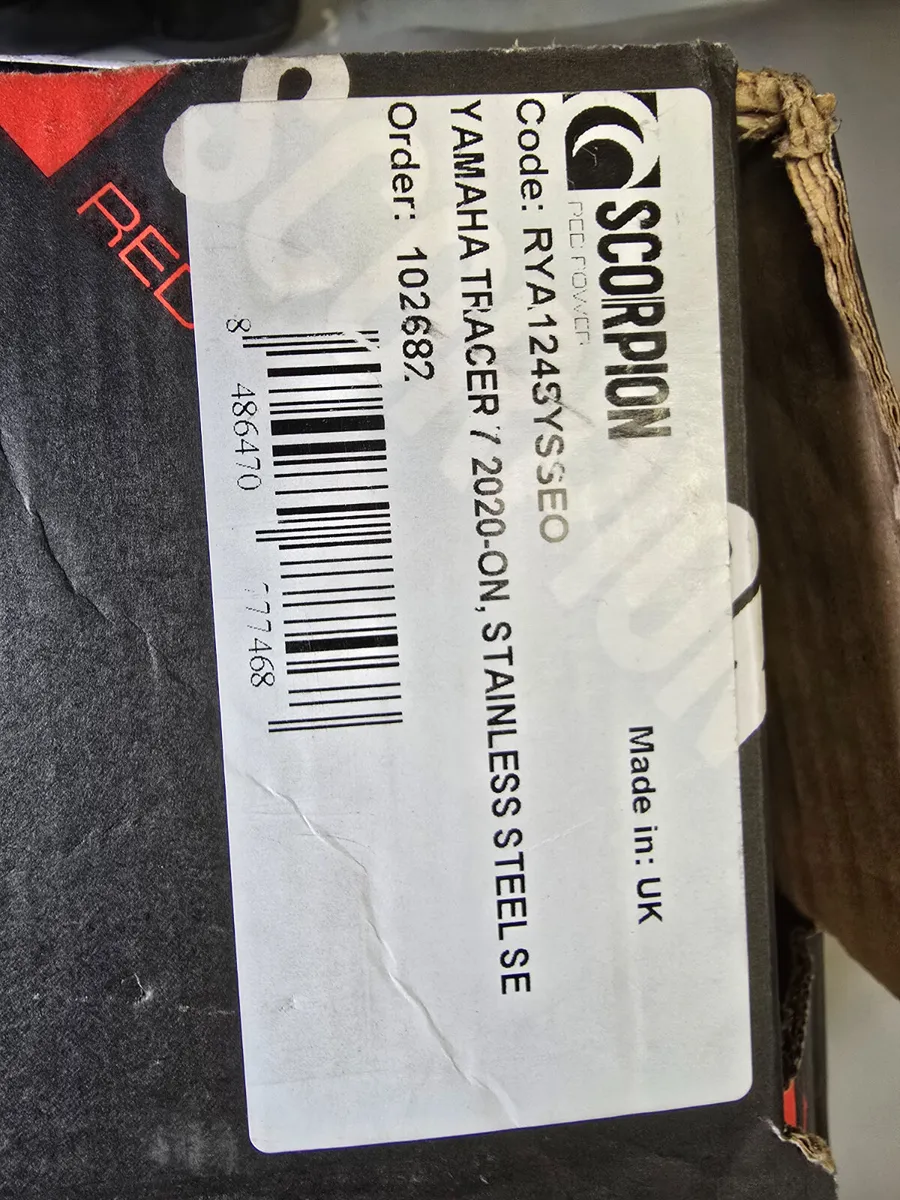 SCORPION
RED POWER
Made in: UK
Code: RYA124SYSSEO
YAMAHA TRACER 7 2020-ON, STAINLESS STEEL SE
Order: 102682
8 486470 777468
RED